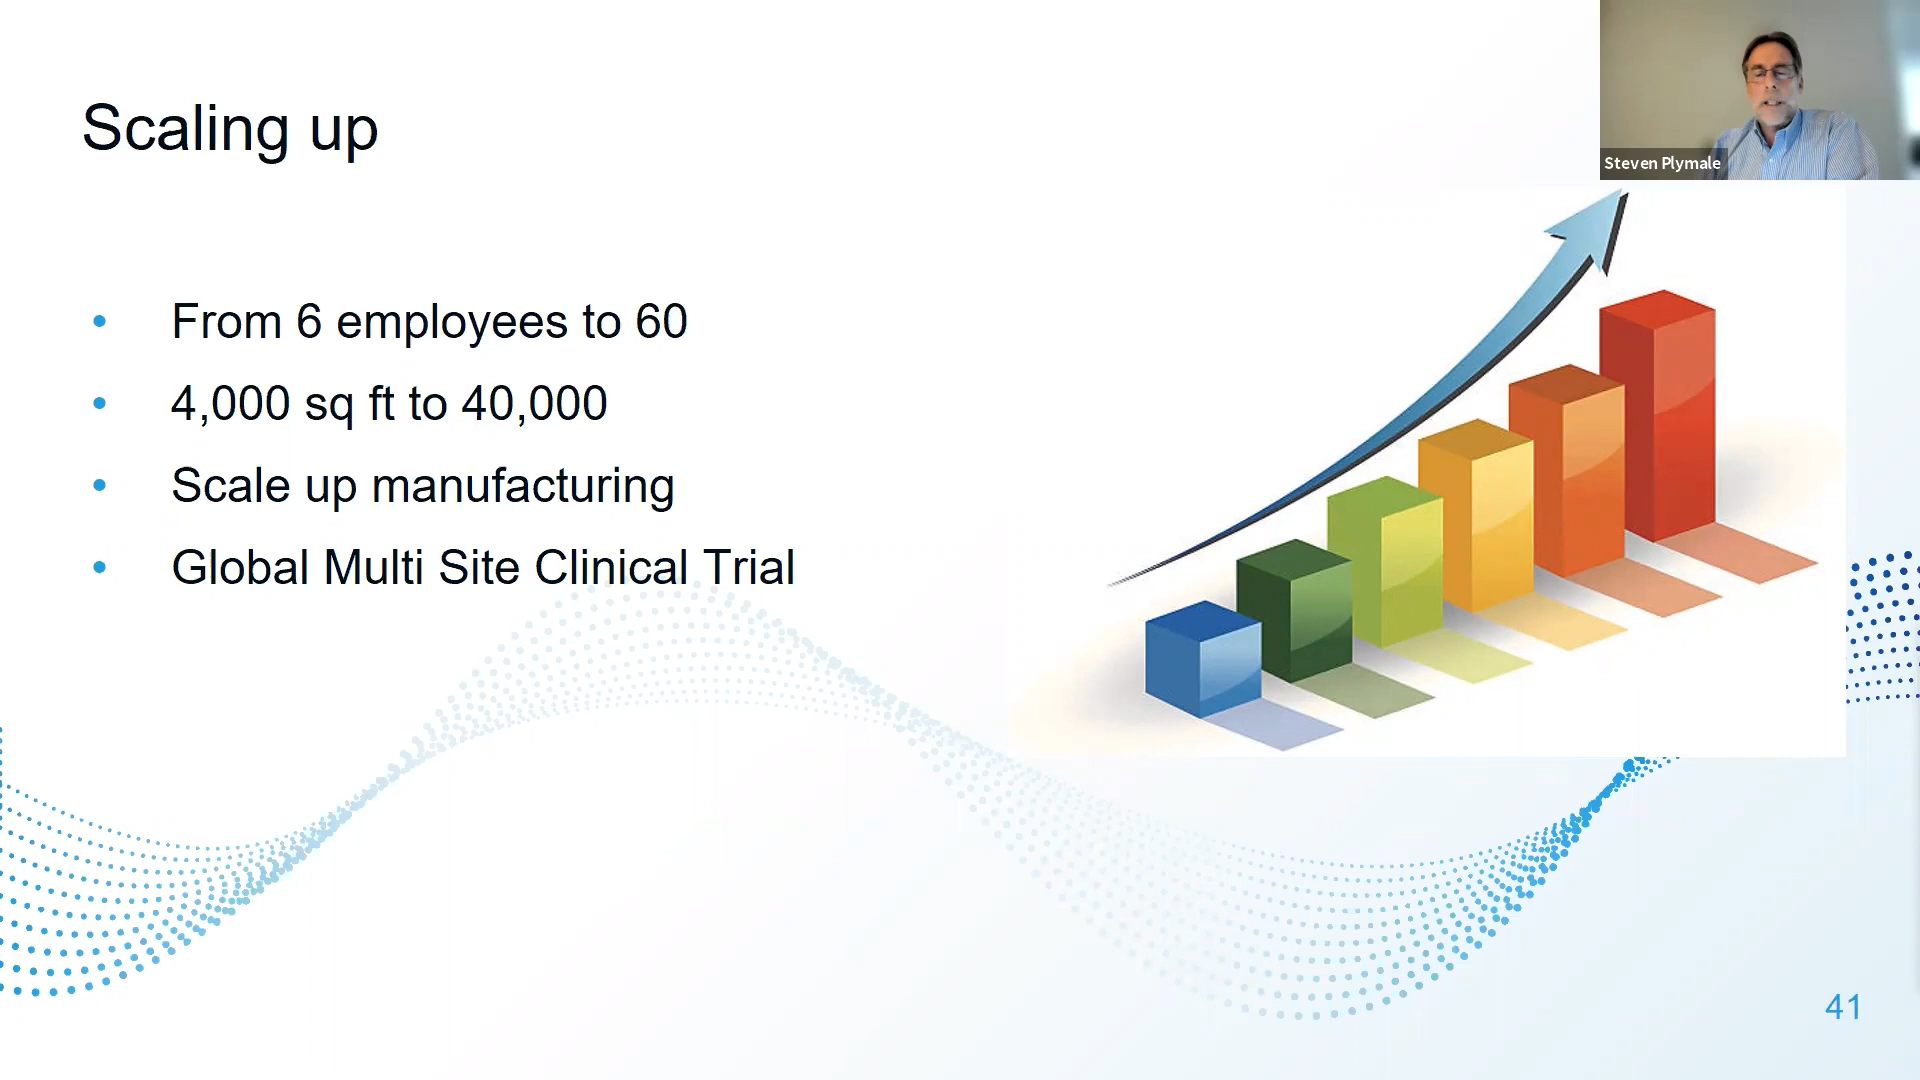 Steven Plymale
Scaling up
From 6 employees to 60
4,000 sq ft to 40,000
Scale up manufacturing
Global Multi Site Clinical Trial
41